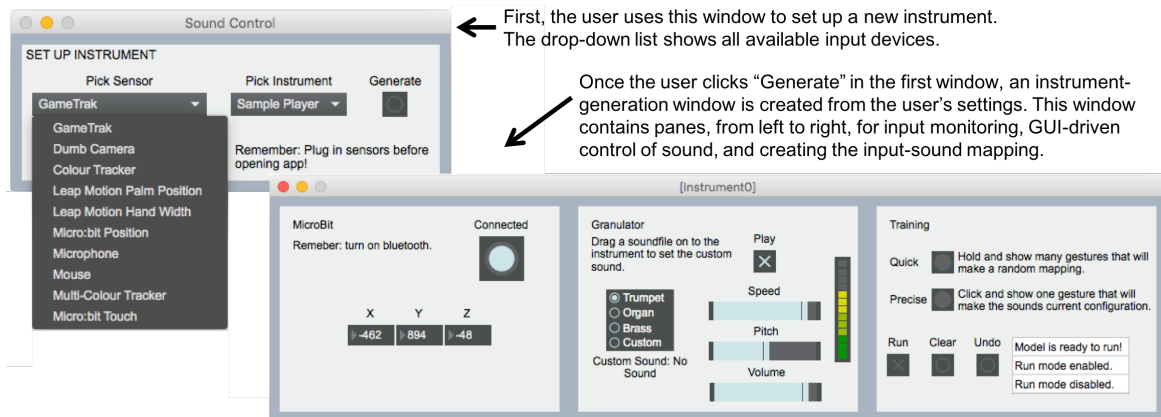 Sound Control
First, the user uses this window to set up a new instrument.
The drop-down list shows all available input devices.
SET UP INSTRUMENT
Pick Sensor
Pick Instrument
Generate
GameTrak
Sample Player
GameTrak
Dumb Camera
Colour Tracker
Leap Motion Palm Position
Leap Motion Hand Width
Micro:bit Position
Microphone
Mouse
Multi-Colour Tracker
Micro:bit Touch
Remember: Plug in sensors before
opening app!
Once the user clicks “Generate” in the first window, an instrument-
generation window is created from the user’s settings. This window
contains panes, from left to right, for input monitoring, GUI-driven
control of sound, and creating the input-sound mapping.
[Instrument0]
MicroBit
Connected
Remeber: turn on bluetooth.
X Y Z
-462 894 -48
Granulator
Drag a soundfile on to the
instrument to set the custom
sound.
Play
Trumpet
Organ
Brass
Custom
Custom Sound: No
Sound
Speed
Pitch
Volume
Training
Quick
Hold and show many gestures that will
make a random mapping.
Precise
Click and show one gesture that will
make the sounds current configuration.
Run Clear Undo
Model is ready to run!
Run mode enabled.
Run mode disabled.